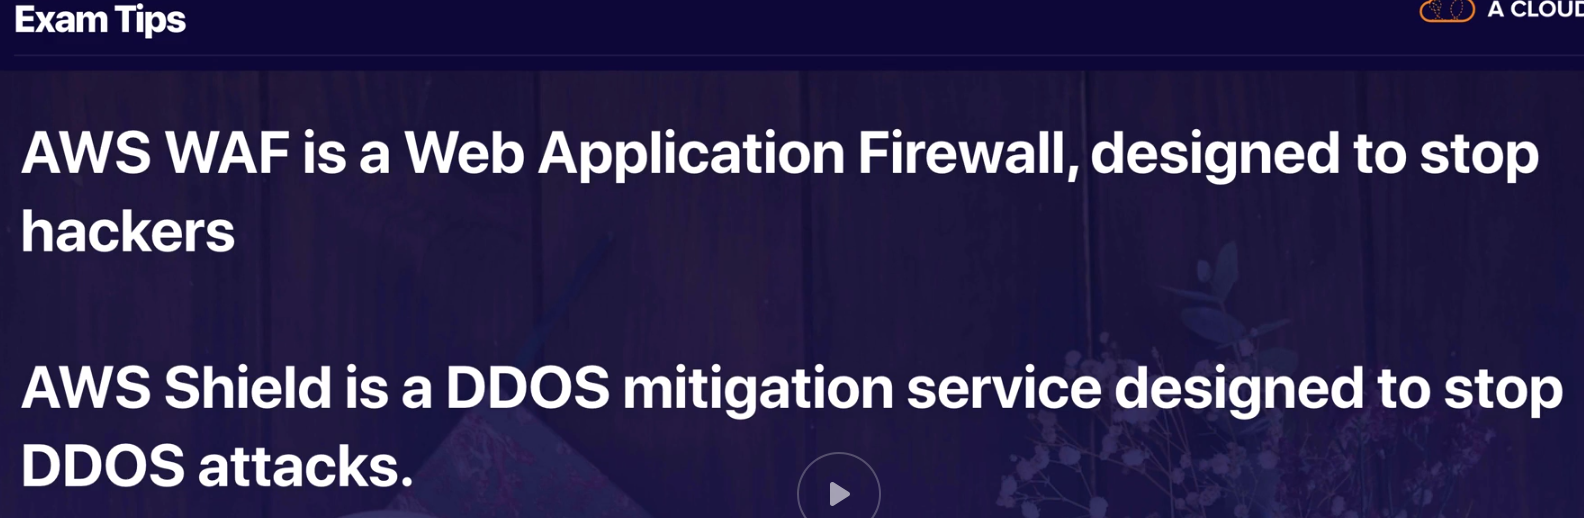 Exam Tips
A CLOUD
AWS WAF is a Web Application Firewall, designed to stop
hackers
AWS Shield is a DDOS mitigation service designed to stop
DDOS attacks.